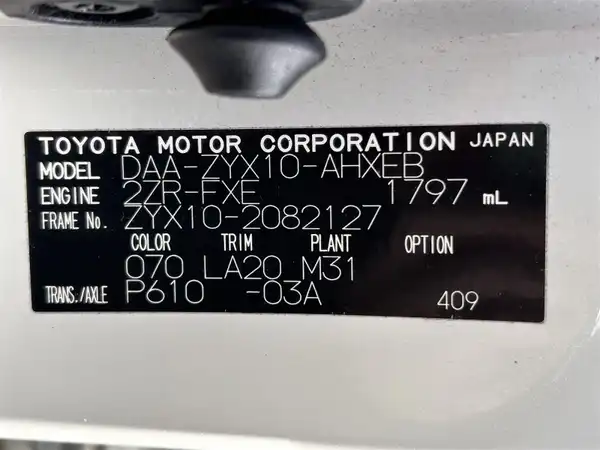 TOYOTA MOTOR CORPORATION JAPAN
MODEL DAA-ZYX10-AHXEB
ENGINE 2ZR-FXE 1797 mL
FRAME No. ZYX10-2082127
COLOR TRIM PLANT OPTION
070 LA20 M31
TRANS./AXLE P610 -03A 409